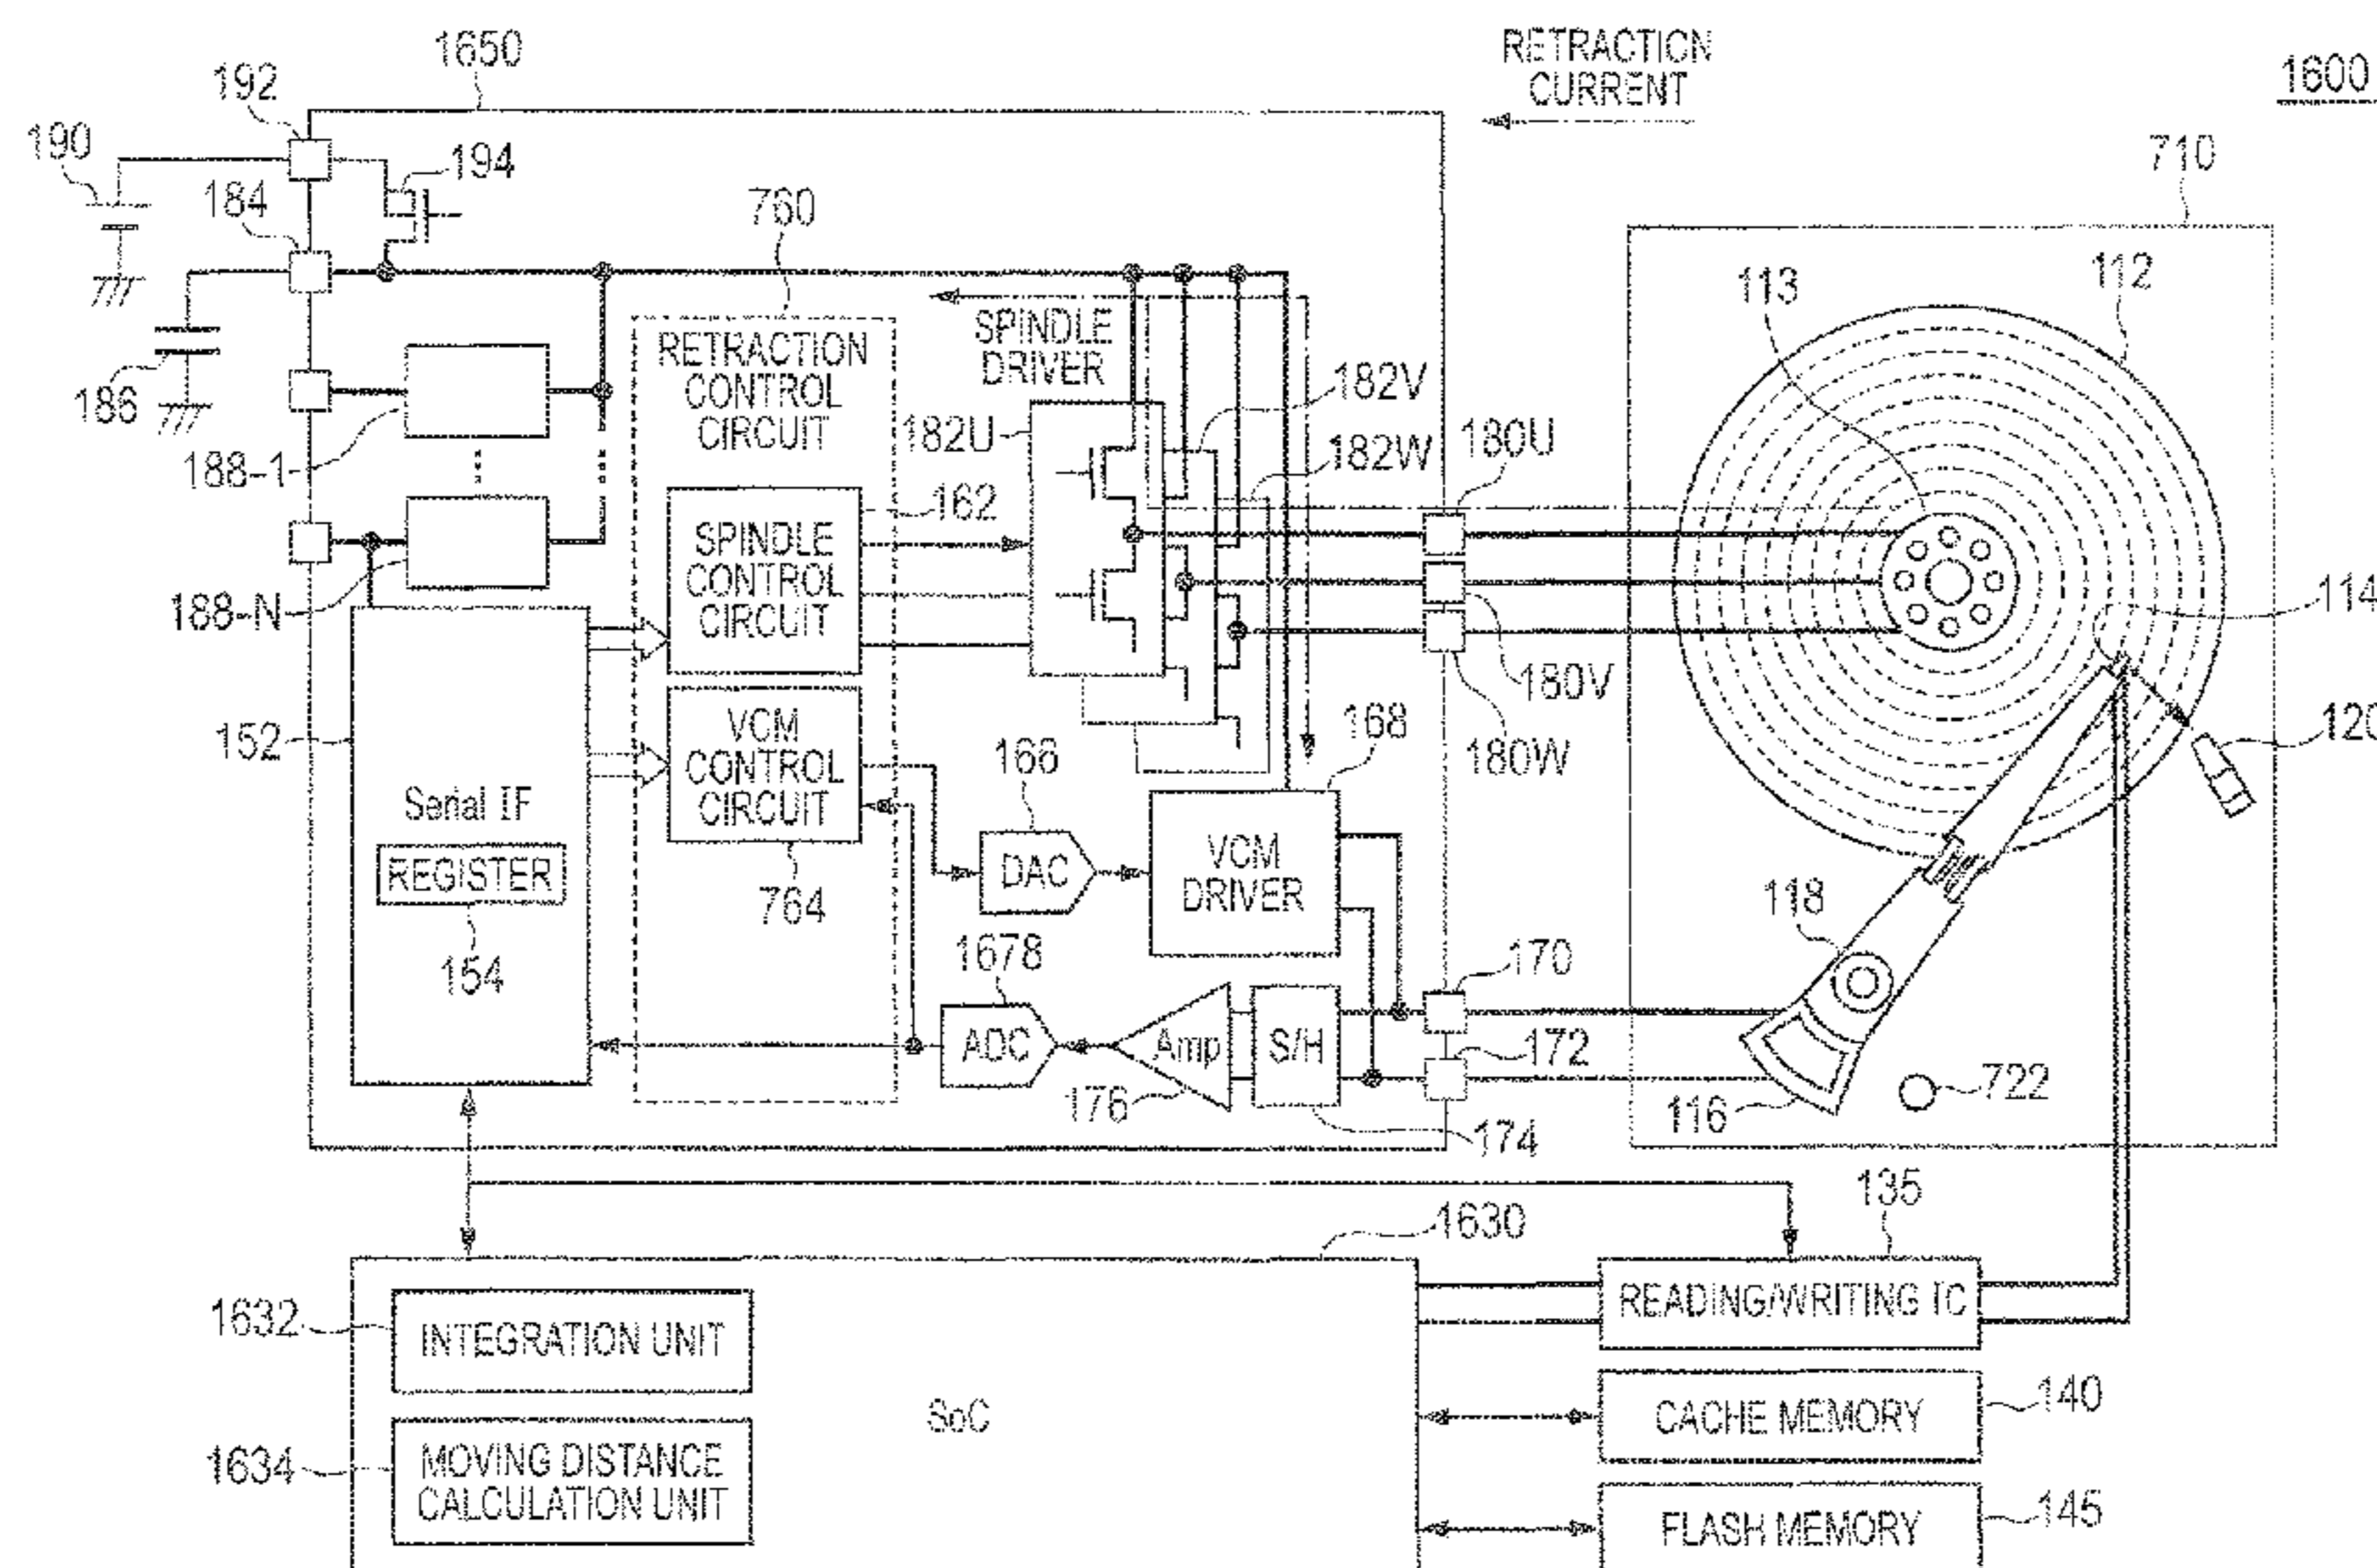 1650
RETRACTION
CURRENT
1600
192
190
194
184
760
710
113
112
SPINDLE
DRIVER
RETRACTION
CONTROL
CIRCUIT
186
182V
182U
180U
182W
188-1
162
SPINDLE
CONTROL
CIRCUIT
114
188-N
180V
152
VCM
CONTROL
CIRCUIT
166
168
180W
120
Serial IF
REGISTER
DAC
VCM
DRIVER
764
118
154
1678
170
ADC
Amp
S/H
172
722
176
174
116
135
1630
READING/WRITING IC
1632
INTEGRATION UNIT
SoC
CACHE MEMORY
140
1634
MOVING DISTANCE
CALCULATION UNIT
FLASH MEMORY
145